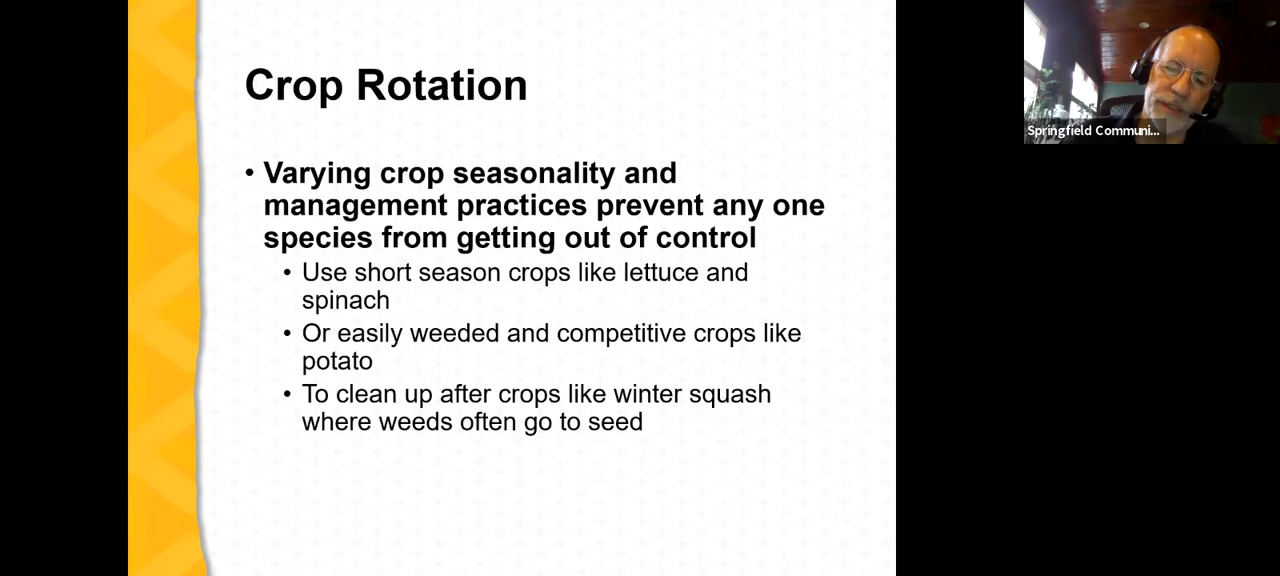 Crop Rotation
• Varying crop seasonality and
management practices prevent any one
species from getting out of control
• Use short season crops like lettuce and
spinach
• Or easily weeded and competitive crops like
potato
• To clean up after crops like winter squash
where weeds often go to seed
Springfield Communi...